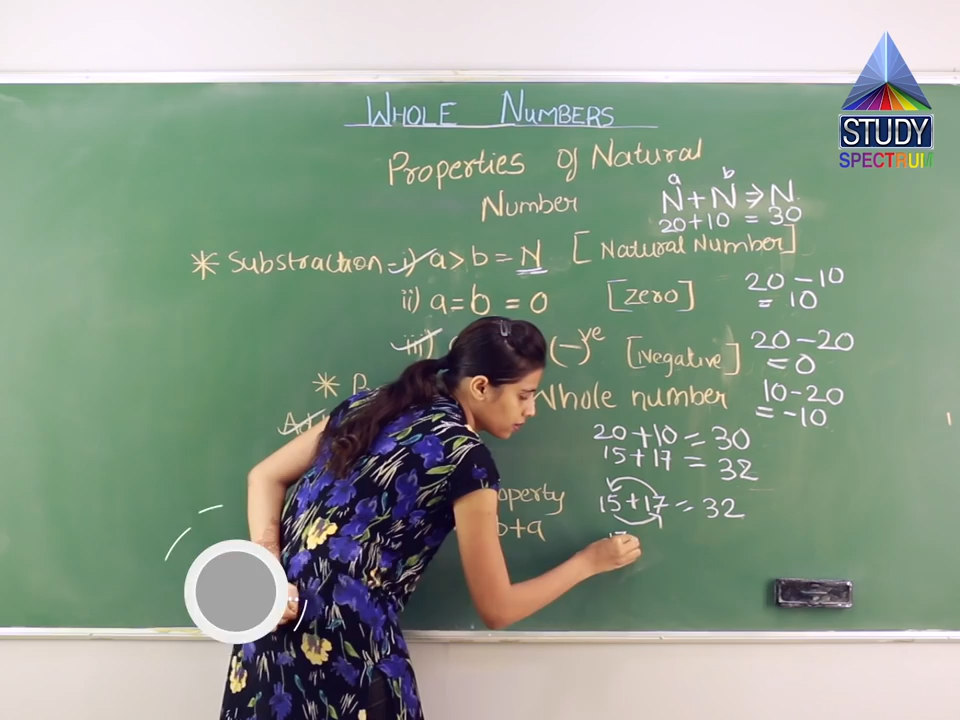 WHOLE NUMBERS
Properties of Natural
Number
a b
N + N ⇒ N
20+10 = 30
* Substraction = i) a > b = N [Natural Number]
20 - 10
= 10
ii) a = b = 0 [Zero]
iii) (-)ve [Negative]
20 - 20
= 0
* Whole number
10 - 20
= -10
20 + 10 = 30
15 + 17 = 32
15 + 17 = 32
+a
STUDY
SPECTRUM